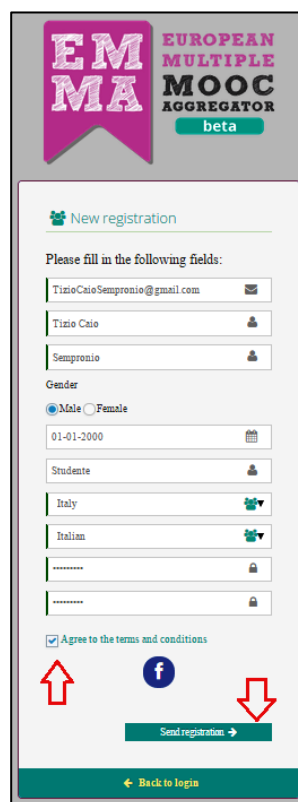 EM
MA
EUROPEAN
MULTIPLE
MOOC
AGGREGATOR
beta
New registration
Please fill in the following fields:
TizioCaioSempronio@gmail.com
Tizio Caio
Sempronio
Gender
Male Female
01-01-2000
Studente
Italy
Italian
Agree to the terms and conditions
f
Send registration →
← Back to login